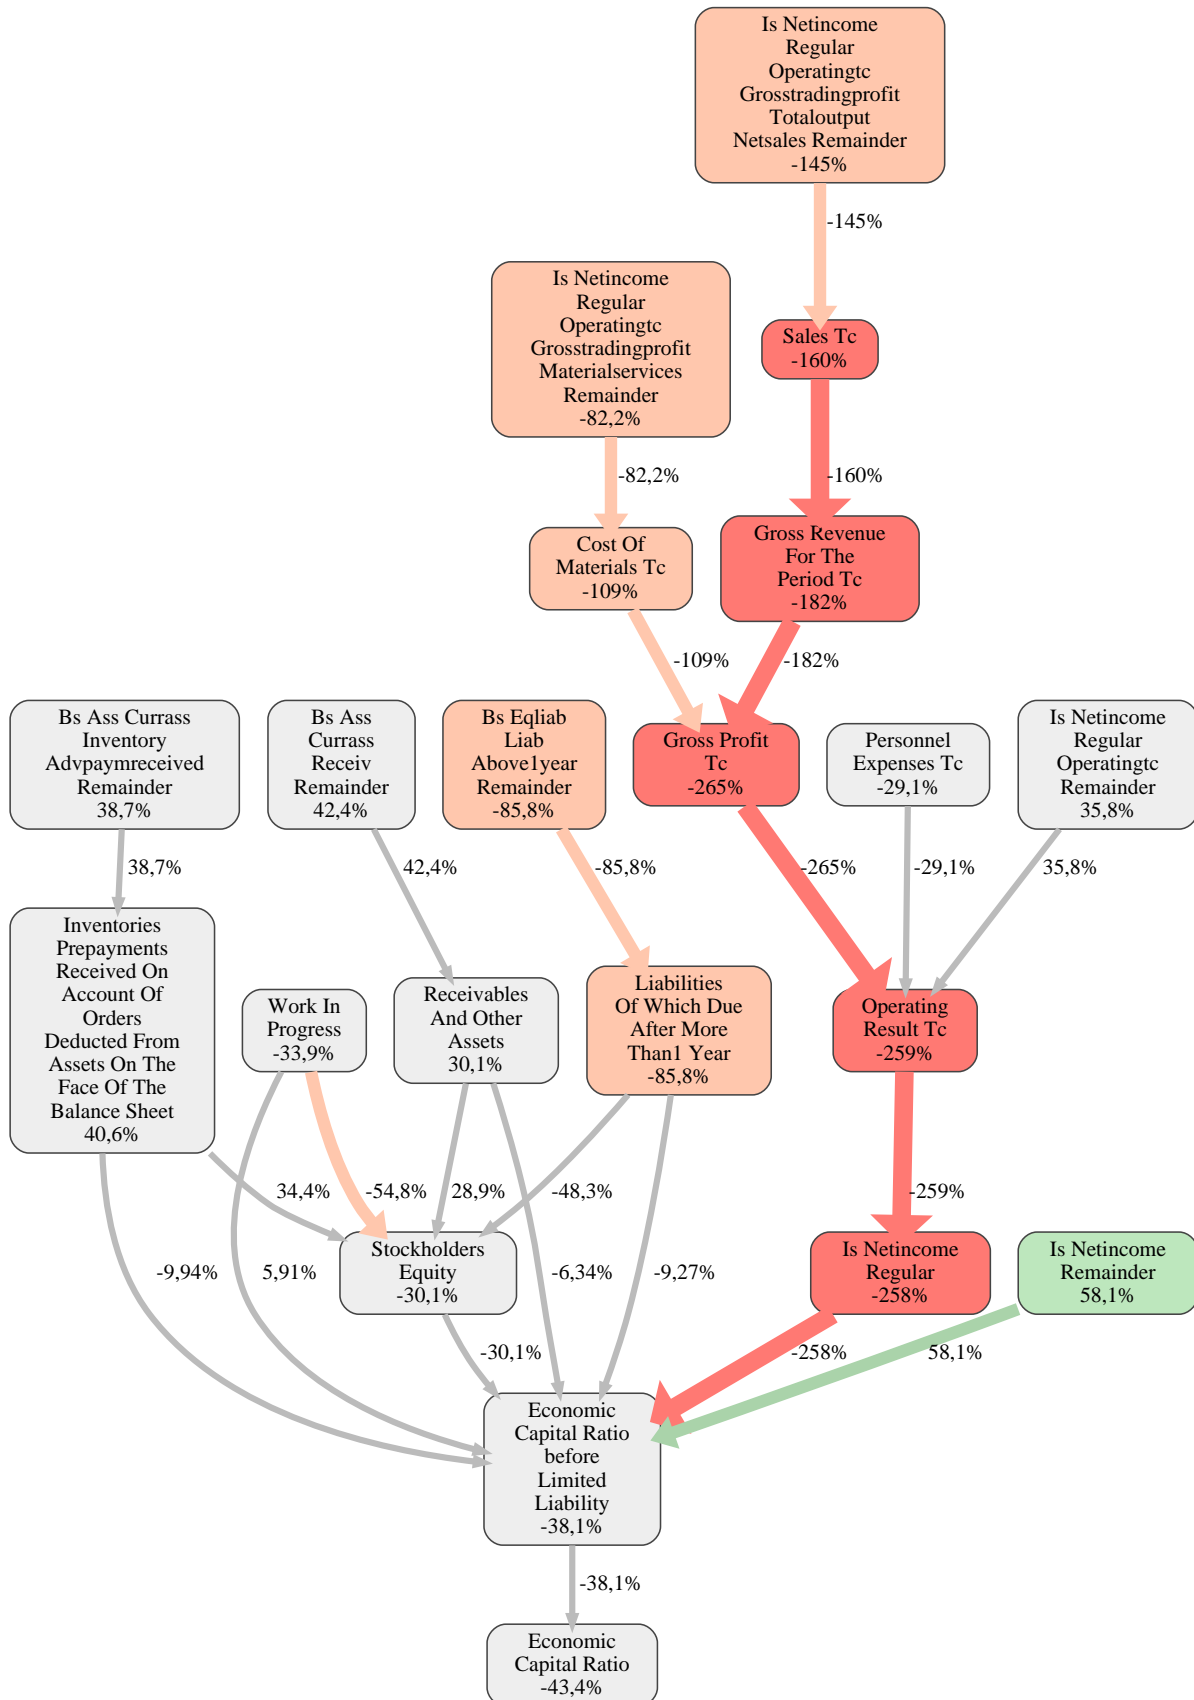 Is Netincome
Regular
Operatingtc
Grosstradingprofit
Totaloutput
Netsales Remainder
-145%
-145%
Is Netincome
Regular
Operatingtc
Grosstradingprofit
Materialservices
Remainder
-82,2%
Sales Tc
-160%
-82,2%
-160%
Cost Of
Materials Tc
-109%
Gross Revenue
For The
Period Tc
-182%
-109%
-182%
Bs Ass Currass
Inventory
Advpaymreceived
Remainder
38,7%
Bs Ass
Currass
Receiv
Remainder
42,4%
Bs Eqliab
Liab
Above1year
Remainder
-85,8%
Gross Profit
Tc
-265%
Personnel
Expenses Tc
-29,1%
Is Netincome
Regular
Operatingtc
Remainder
35,8%
38,7%
42,4%
-85,8%
-265%
-29,1%
35,8%
Inventories
Prepayments
Received On
Account Of
Orders
Deducted From
Assets On The
Face Of The
Balance Sheet
40,6%
Work In
Progress
-33,9%
Receivables
And Other
Assets
30,1%
Liabilities
Of Which Due
After More
Than1 Year
-85,8%
Operating
Result Tc
-259%
34,4%
-54,8%
28,9%
-48,3%
-259%
Stockholders
Equity
-30,1%
Is Netincome
Regular
-258%
Is Netincome
Remainder
58,1%
-9,94%
5,91%
-6,34%
-9,27%
-30,1%
-258%
58,1%
Economic
Capital Ratio
before
Limited
Liability
-38,1%
-38,1%
Economic
Capital Ratio
-43,4%